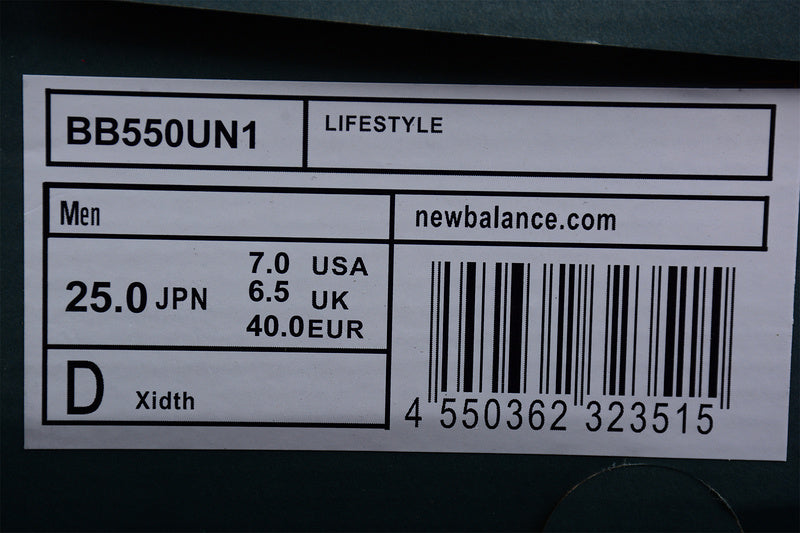 BB550UN1
LIFESTYLE
Men
newbalance.com
25.0 JPN
7.0 USA
6.5 UK
40.0 EUR
D Xidth
4 550362 323515